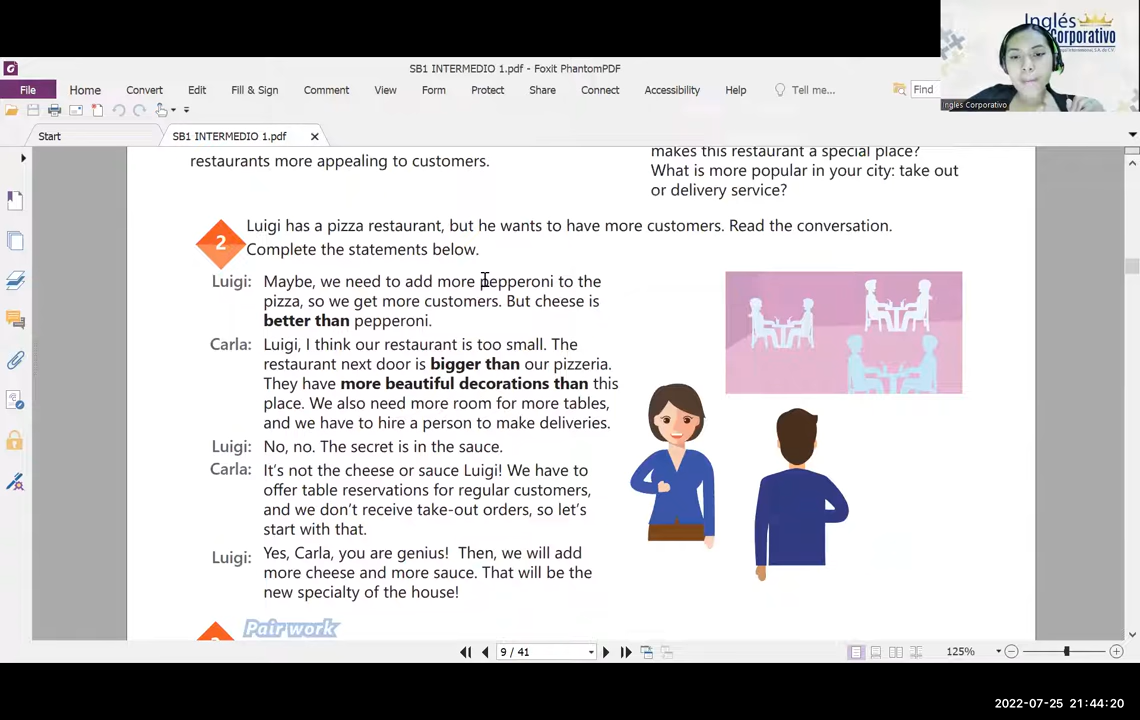 Inglés
Corporativo
Inglés Corporativo
SB1 INTERMEDIO 1.pdf - Foxit PhantomPDF
File Home Convert Edit Fill & Sign Comment View Form Protect Share Connect Accessibility Help Tell me... Find
Start SB1 INTERMEDIO 1.pdf
restaurants more appealing to customers.
makes this restaurant a special place?
What is more popular in your city: take out
or delivery service?
2
Luigi has a pizza restaurant, but he wants to have more customers. Read the conversation.
Complete the statements below.
Luigi: Maybe, we need to add more pepperoni to the
pizza, so we get more customers. But cheese is
better than pepperoni.
Carla: Luigi, I think our restaurant is too small. The
restaurant next door is bigger than our pizzeria.
They have more beautiful decorations than this
place. We also need more room for more tables,
and we have to hire a person to make deliveries.
Luigi: No, no. The secret is in the sauce.
Carla: It's not the cheese or sauce Luigi! We have to
offer table reservations for regular customers,
and we don't receive take-out orders, so let's
start with that.
Luigi: Yes, Carla, you are genius! Then, we will add
more cheese and more sauce. That will be the
new specialty of the house!
Pair work
9 / 41
125%
2022-07-25 21:44:20